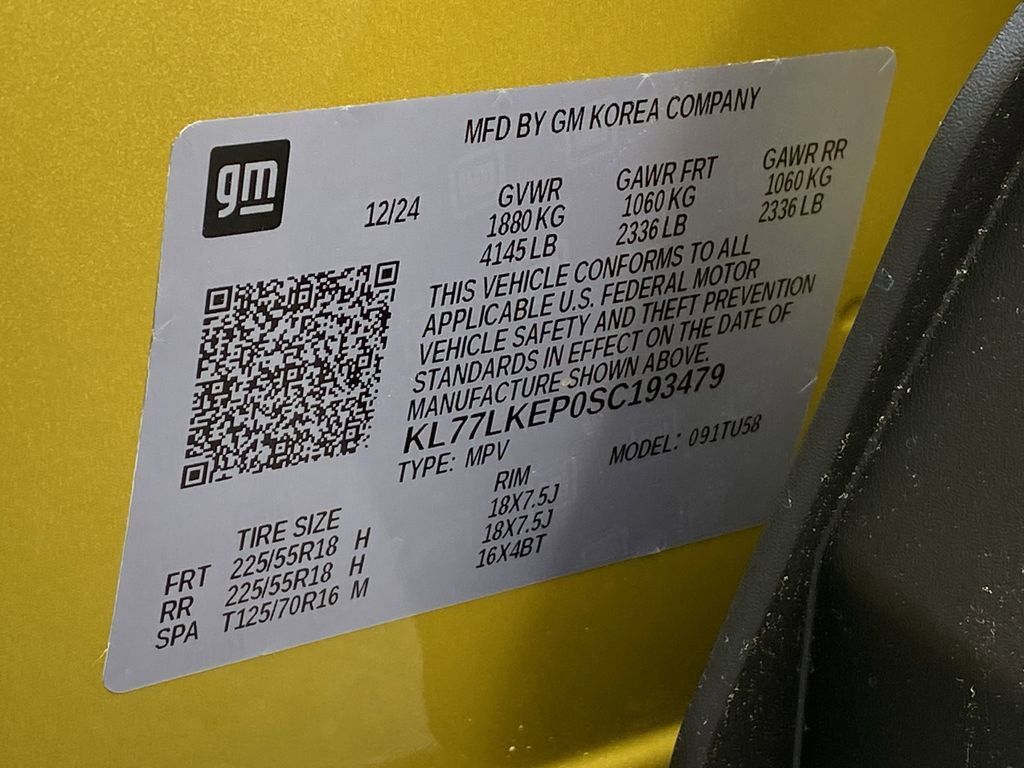 gm
MFD BY GM KOREA COMPANY
12/24
GVWR
1880 KG
4145 LB
GAWR FRT
1060 KG
2336 LB
GAWR RR
1060 KG
2336 LB
THIS VEHICLE CONFORMS TO ALL
APPLICABLE U.S. FEDERAL MOTOR
VEHICLE SAFETY AND THEFT PREVENTION
STANDARDS IN EFFECT ON THE DATE OF
MANUFACTURE SHOWN ABOVE.
KL77LKEP0SC193479
TYPE: MPV MODEL: 091TU58
TIRE SIZE RIM
FRT 225/55R18 H 18X7.5J
RR 225/55R18 H 18X7.5J
SPA T125/70R16 M 16X4BT